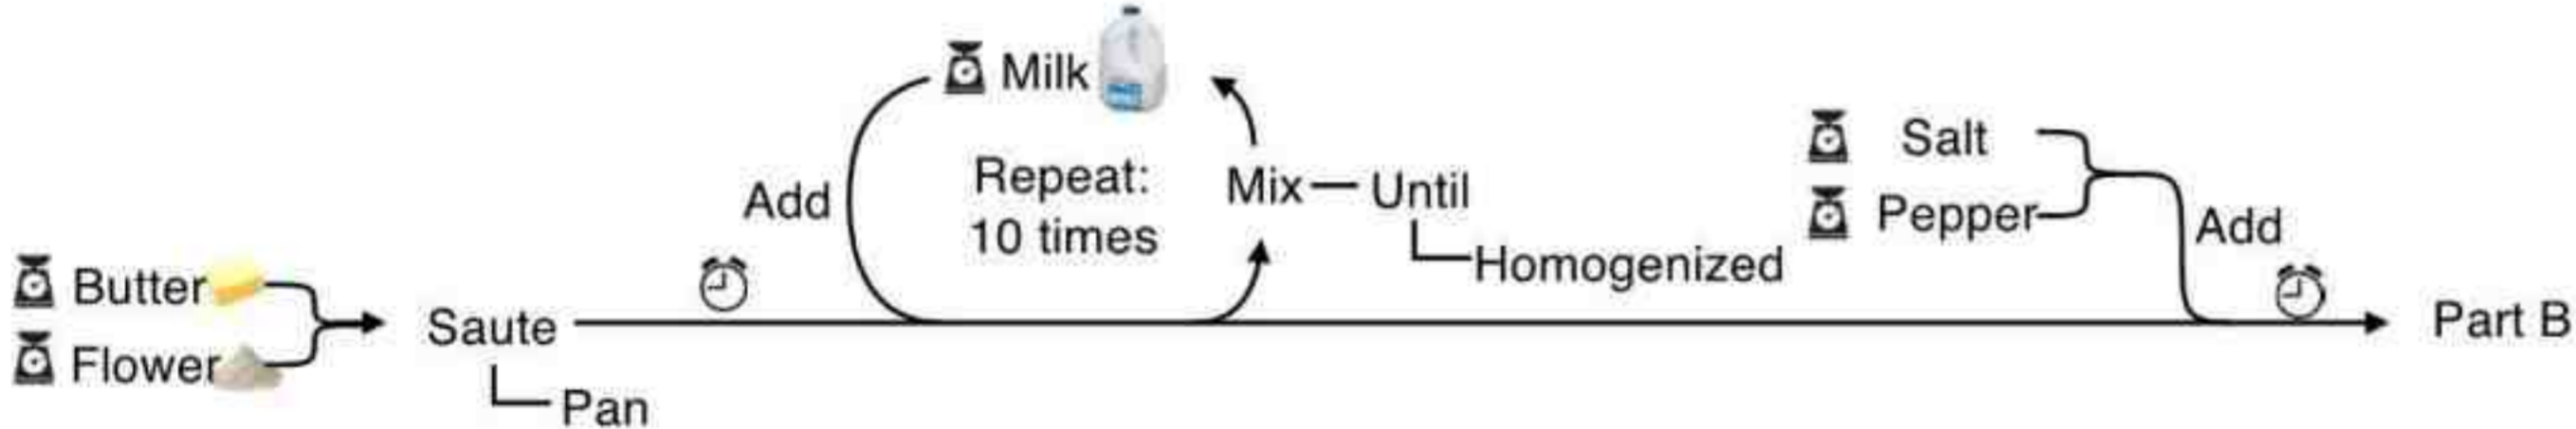 Butter
Flower
Saute
Pan
Add
Milk
Repeat:
10 times
Mix
Until
Homogenized
Salt
Pepper
Add
Part B